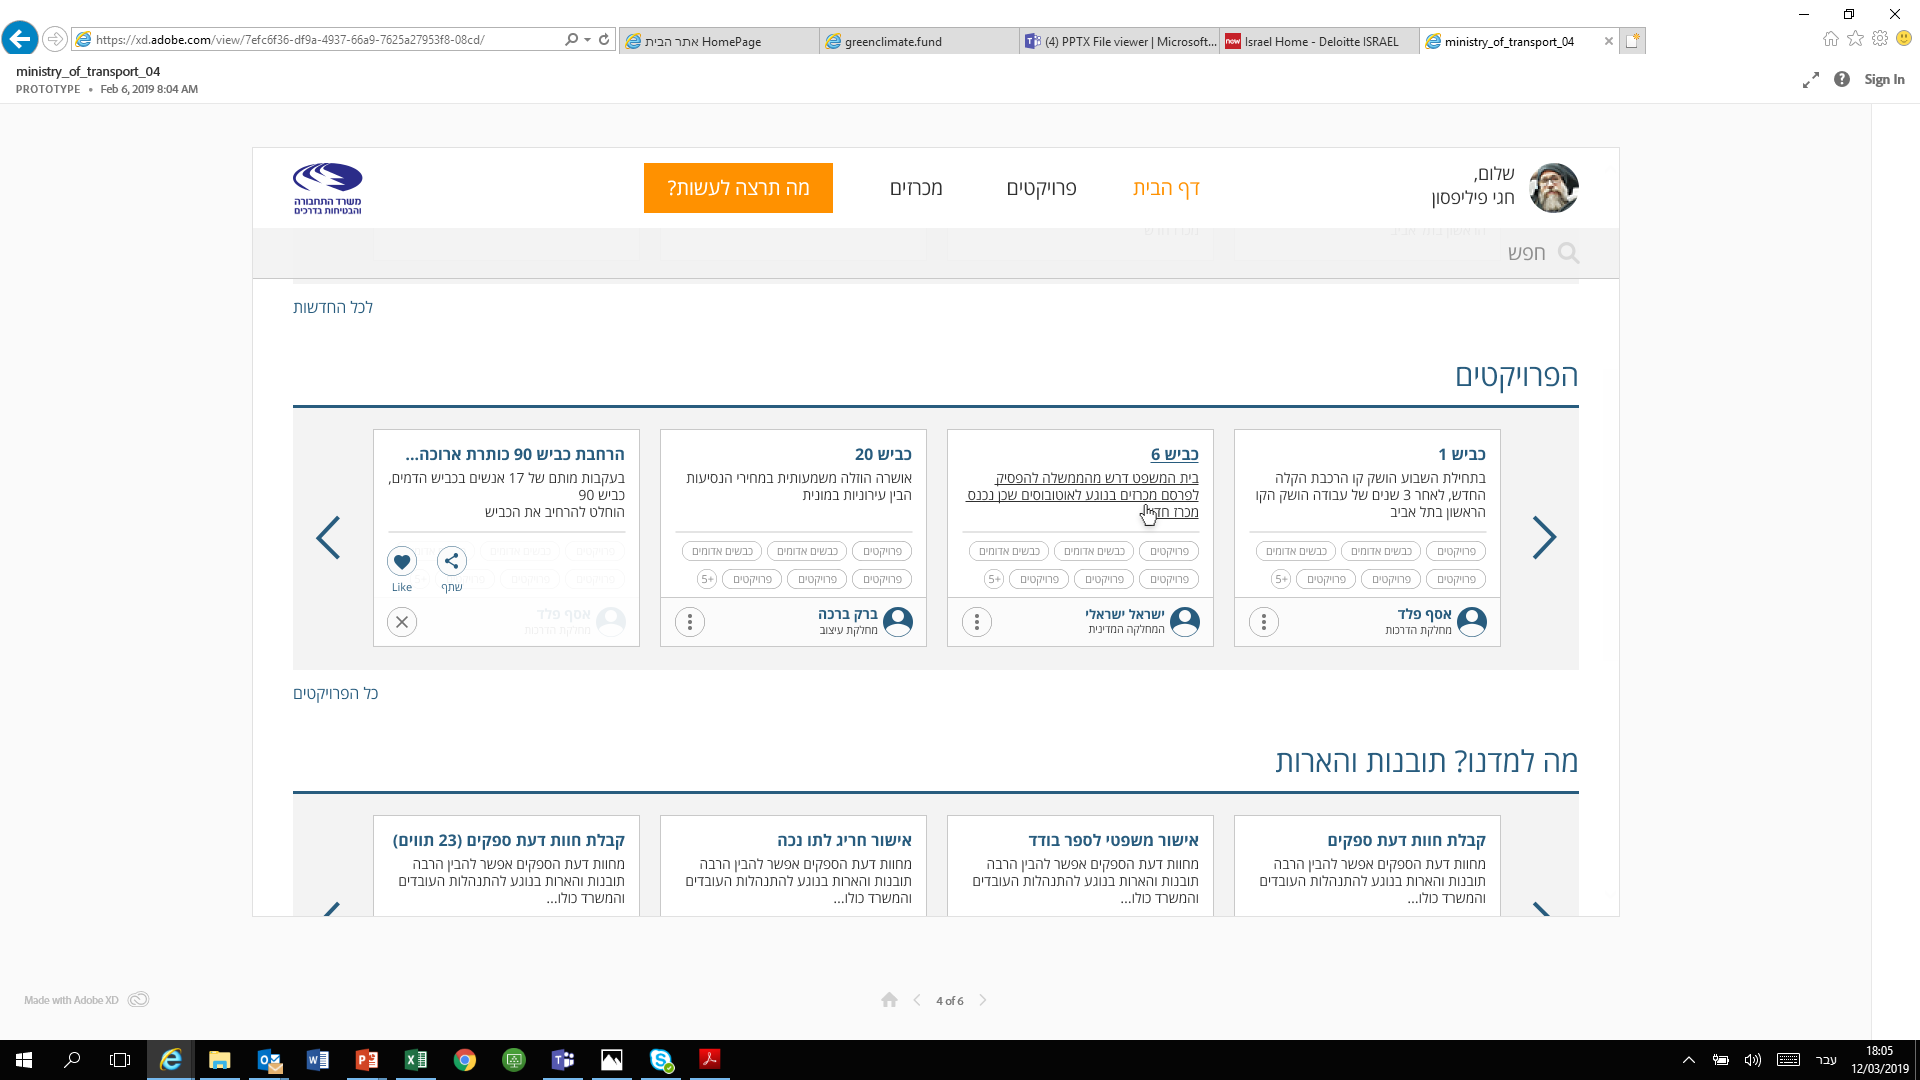 https://xd.adobe.com/view/7efc6f36-df9a-4937-66a9-7625a27953f8-08cd/
אתר הבית HomePage
greenclimate.fund
(4) PPTX File viewer | Microsoft...
Israel Home - Deloitte ISRAEL
ministry_of_transport_04
ministry_of_transport_04
PROTOTYPE • Feb 6, 2019 8:04 AM
Sign In
שלום,
חגי פיליפסון
דף הבית
פרויקטים
מכרזים
מה תרצה לעשות?
משרד התחבורה
והבטיחות בדרכים
חפש
לכל החדשות
הפרויקטים
כביש 1
בתחילת השבוע הושק קו הרכבת הקלה
החדש, לאחר 3 שנים של עבודה הושק הקו
הראשון בתל אביב
פרויקטים כבשים אדומים כבשים אדומים
פרויקטים פרויקטים פרויקטים +5
אסף פלד
מחלקת הדרכות
כביש 6
בית המשפט דרש מהממשלה להפסיק
לפרסם מכרזים בנוגע לאוטובוסים שכן נכנס
מכרז
פרויקטים כבשים אדומים כבשים אדומים
פרויקטים פרויקטים פרויקטים +5
ישראל ישראלי
המחלקה המדינית
כביש 20
אושרה הוזלה משמעותית במחירי הנסיעות
הבין עירוניות במונית
פרויקטים כבשים אדומים כבשים אדומים
פרויקטים פרויקטים פרויקטים +5
ברק ברכה
מחלקת עיצוב
הרחבת כביש 90 כותרת ארוכה...
בעקבות מותם של 17 אנשים בכביש הדמים,
כביש 90
הוחלט להרחיב את הכביש
שתף
Like
אסף פלד
מחלקת הדרכות
כל הפרויקטים
מה למדנו? תובנות והארות
קבלת חוות דעת ספקים
מחוות דעת הספקים אפשר להבין הרבה
תובנות והארות בנוגע להתנהלות העובדים
והמשרד כולו...
אישור משפטי לספר בודד
מחוות דעת הספקים אפשר להבין הרבה
תובנות והארות בנוגע להתנהלות העובדים
והמשרד כולו...
אישור חריג לתו נכה
מחוות דעת הספקים אפשר להבין הרבה
תובנות והארות בנוגע להתנהלות העובדים
והמשרד כולו...
קבלת חוות דעת ספקים (23 תווים)
מחוות דעת הספקים אפשר להבין הרבה
תובנות והארות בנוגע להתנהלות העובדים
והמשרד כולו...
Made with Adobe XD
4 of 6
עבר
18:05
12/03/2019